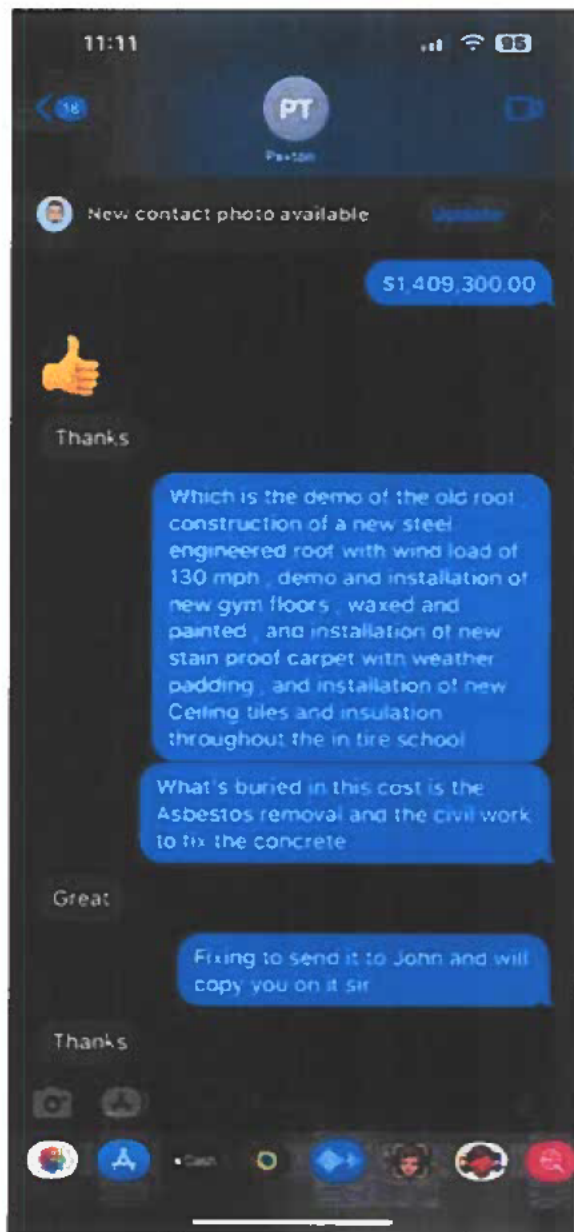 11:11
95
18
PT
Paxton
New contact photo available
Update
$1,409,300.00
Thanks
Which is the demo of the old roof,
construction of a new steel
engineered roof with wind load of
130 mph , demo and installation of
new gym floors , waxed and
painted , and installation of new
stain proof carpet with weather
padding , and installation of new
Ceiling tiles and insulation
throughout the in tire school
What's buried in this cost is the
Asbestos removal and the civil work
to fix the concrete
Great
Fixing to send it to John and will
copy you on it sir
Thanks
Cash